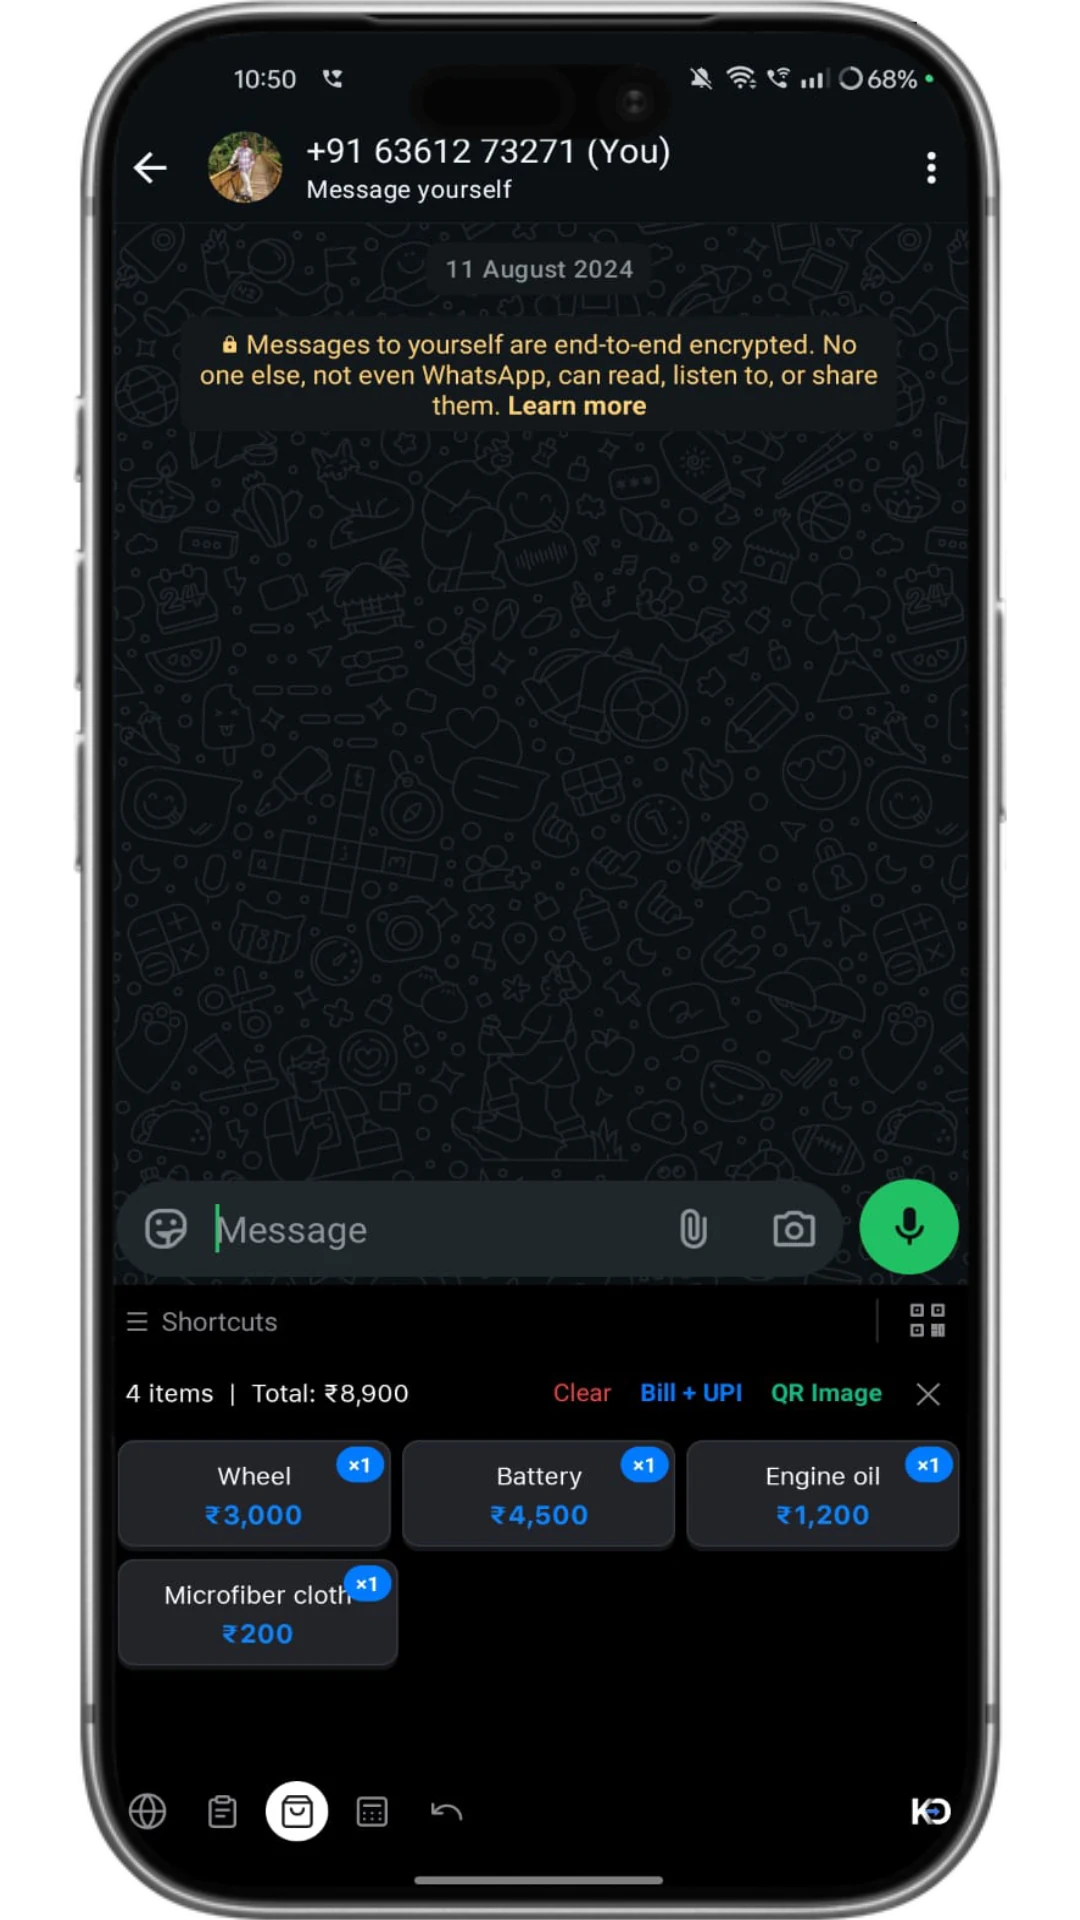 10:50
68%
+91 63612 73271 (You)
Message yourself
11 August 2024
Messages to yourself are end-to-end encrypted. No
one else, not even WhatsApp, can read, listen to, or share
them. Learn more
Message
Shortcuts
4 items | Total: ₹8,900 Clear Bill + UPI QR Image
Wheel ×1
₹3,000
Battery ×1
₹4,500
Engine oil ×1
₹1,200
Microfiber cloth ×1
₹200
KD